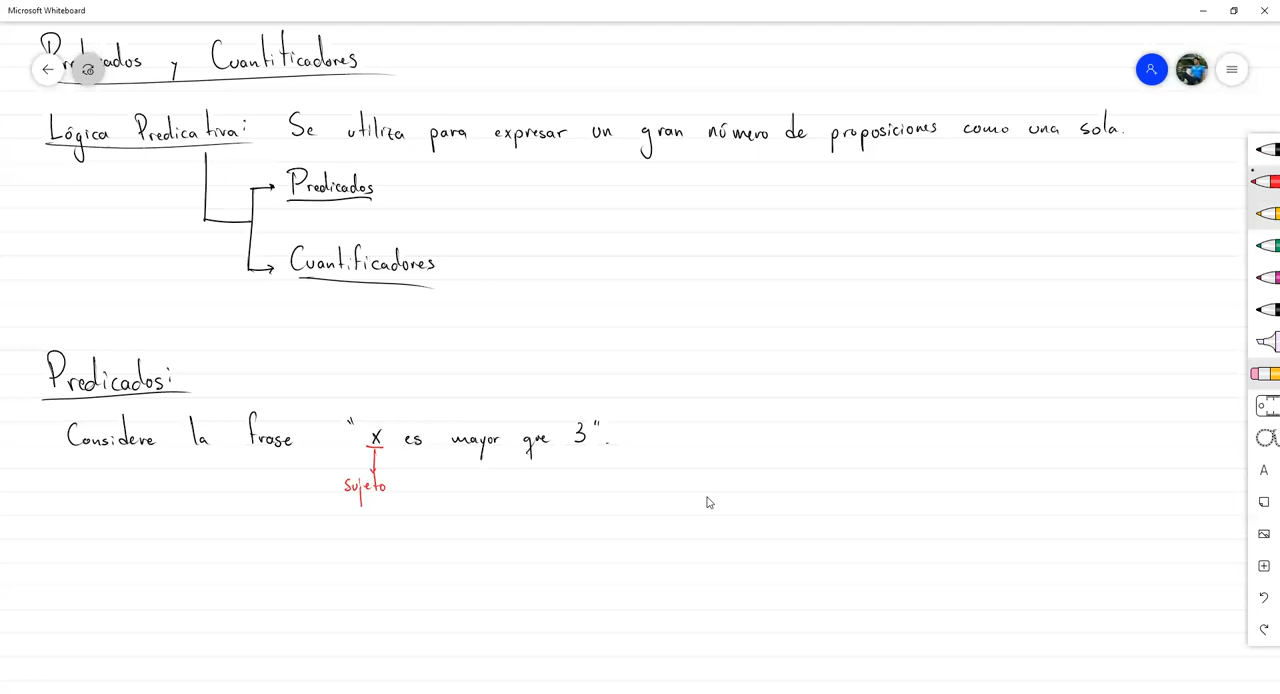 Microsoft Whiteboard
Predicados y Cuantificadores
Lógica Predicativa: Se utiliza para expresar un gran número de proposiciones como una sola.
Predicados
Cuantificadores
Predicados:
Considere la frase "x es mayor que 3".
sujeto
A